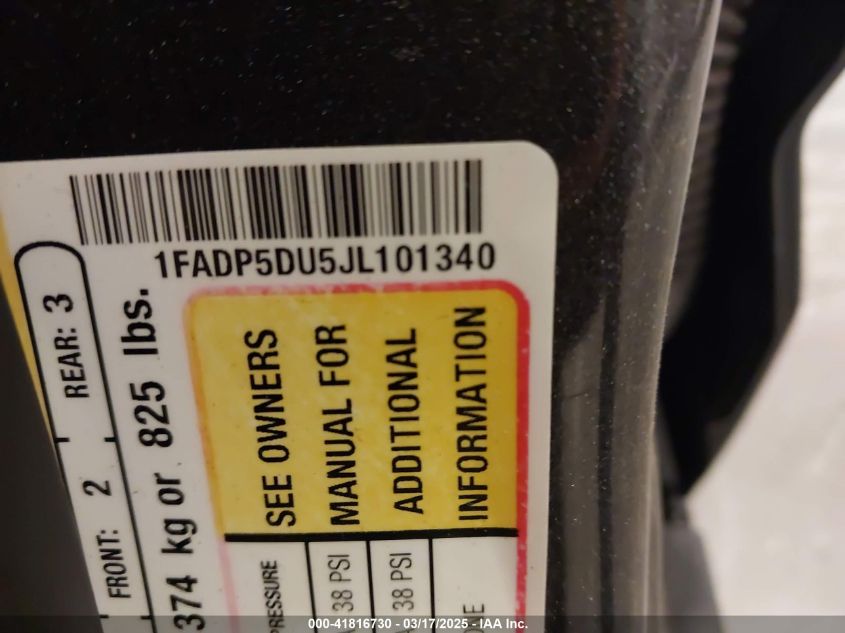 1FADP5DU5JL101340
REAR: 3
FRONT: 2
374 kg or 825 lbs.
SEE OWNERS
MANUAL FOR
ADDITIONAL
INFORMATION
PRESSURE
38 PSI
38 PSI
000-41816730 - 03/17/2025 - IAA Inc.